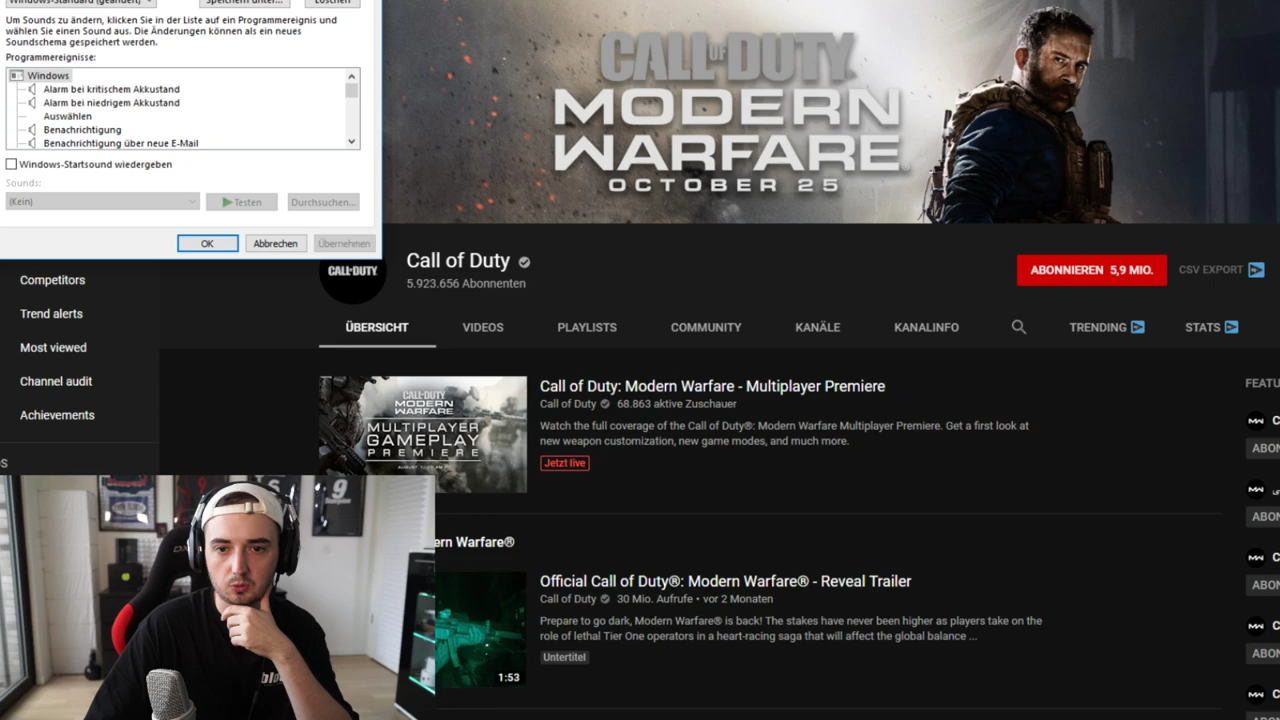 Windows-Standard (geändert)
Speichern unter...
Löschen
Um Sounds zu ändern, klicken Sie in der Liste auf ein Programmereignis und
wählen Sie einen Sound aus. Die Änderungen können als ein neues
Soundschema gespeichert werden.
Programmereignisse:
Windows
Alarm bei kritischem Akkustand
Alarm bei niedrigem Akkustand
Auswählen
Benachrichtigung
Benachrichtigung über neue E-Mail
Windows-Startsound wiedergeben
Sounds:
(Kein)
Testen
Durchsuchen...
OK
Abbrechen
Übernehmen
CALL OF DUTY
MODERN
WARFARE®
OCTOBER 25
Competitors
Trend alerts
Most viewed
Channel audit
Achievements
CALL·DUTY
Call of Duty
5.923.656 Abonnenten
ABONNIEREN 5,9 MIO.
CSV EXPORT
ÜBERSICHT
VIDEOS
PLAYLISTS
COMMUNITY
KANÄLE
KANALINFO
TRENDING
STATS
CALL·DUTY
MODERN
WARFARE
MULTIPLAYER
GAMEPLAY
PREMIERE
Call of Duty: Modern Warfare - Multiplayer Premiere
Call of Duty 68.863 aktive Zuschauer
Watch the full coverage of the Call of Duty®: Modern Warfare Multiplayer Premiere. Get a first look at
new weapon customization, new game modes, and much more.
Jetzt live
ern Warfare®
1:53
Official Call of Duty®: Modern Warfare® - Reveal Trailer
Call of Duty 30 Mio. Aufrufe • vor 2 Monaten
Prepare to go dark, Modern Warfare® is back! The stakes have never been higher as players take on the
role of lethal Tier One operators in a heart-racing saga that will affect the global balance ...
Untertitel
FEATU
C
ABON
ABON
C
ABON
C
ABON
C
9